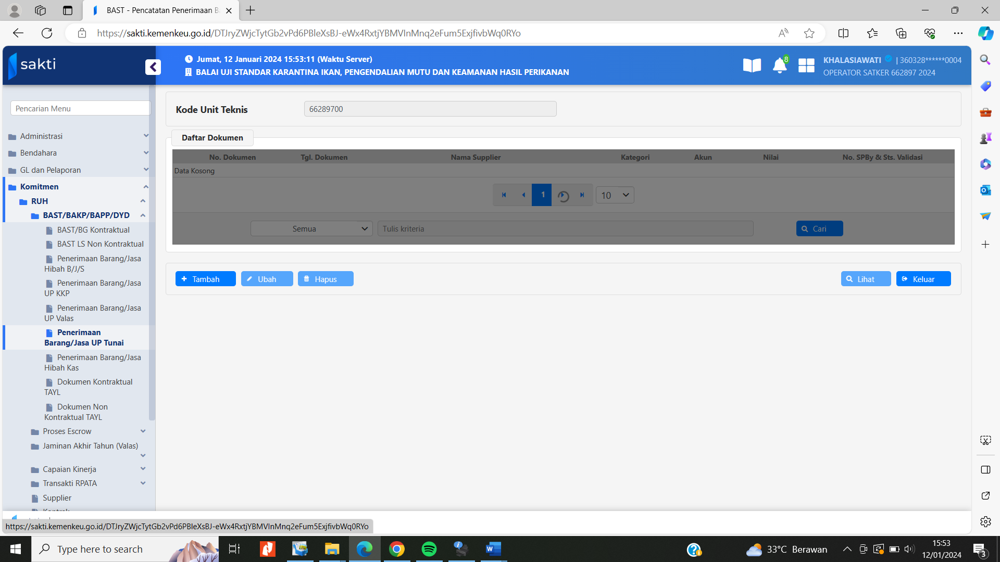 BAST - Pencatatan Penerimaan B
https://sakti.kemenkeu.go.id/DTJryZWjcTytGb2vPd6PBleXsBJ-eWx4RxtjYBMVInMnq2eFum5ExjfivbWq0RYo
sakti
Jumat, 12 Januari 2024 15:53:11 (Waktu Server)
BALAI UJI STANDAR KARANTINA IKAN, PENGENDALIAN MUTU DAN KEAMANAN HASIL PERIKANAN
8
KHALASIAWATI | 360328******0004
OPERATOR SATKER 662897 2024
Pencarian Menu
Administrasi
Bendahara
GL dan Pelaporan
Komitmen
RUH
BAST/BAKP/BAPP/DYD
BAST/BG Kontraktual
BAST LS Non Kontraktual
Penerimaan Barang/Jasa
Hibah B/J/S
Penerimaan Barang/Jasa
UP KKP
Penerimaan Barang/Jasa
UP Valas
Penerimaan
Barang/Jasa UP Tunai
Penerimaan Barang/Jasa
Hibah Kas
Dokumen Kontraktual
TAYL
Dokumen Non
Kontraktual TAYL
Proses Escrow
Jaminan Akhir Tahun (Valas)
Capaian Kinerja
Transakti RPATA
Supplier
Kode Unit Teknis
66289700
Daftar Dokumen
No. Dokumen Tgl. Dokumen Nama Supplier Kategori Akun Nilai No. SPBy & Sts. Validasi
Data Kosong
1 10
Semua Tulis kriteria Cari
Tambah Ubah Hapus Lihat Keluar
https://sakti.kemenkeu.go.id/DTJryZWjcTytGb2vPd6PBleXsBJ-eWx4RxtjYBMVInMnq2eFum5ExjfivbWq0RYo
Type here to search
33°C Berawan
15:53
12/01/2024
3